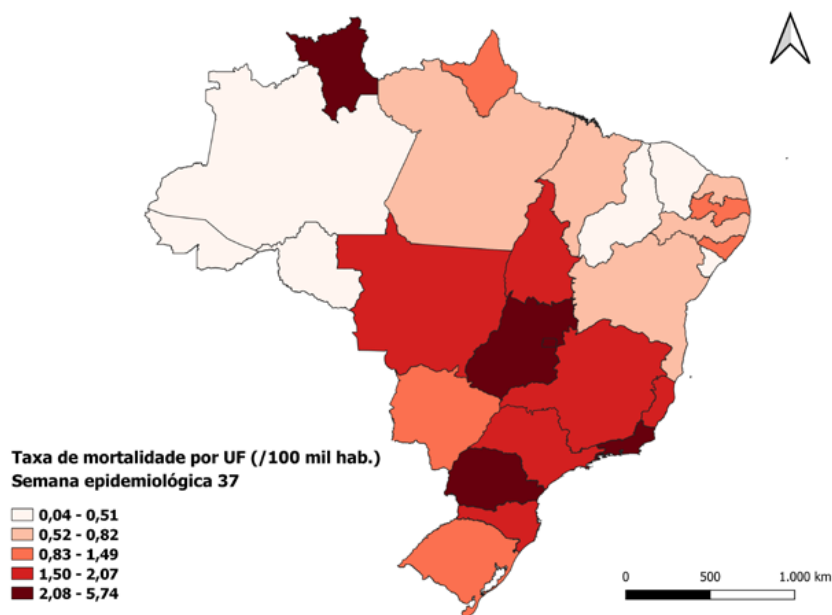 Taxa de mortalidade por UF (/100 mil hab.)
Semana epidemiológica 37
0,04 - 0,51
0,52 - 0,82
0,83 - 1,49
1,50 - 2,07
2,08 - 5,74
0 500 1.000 km